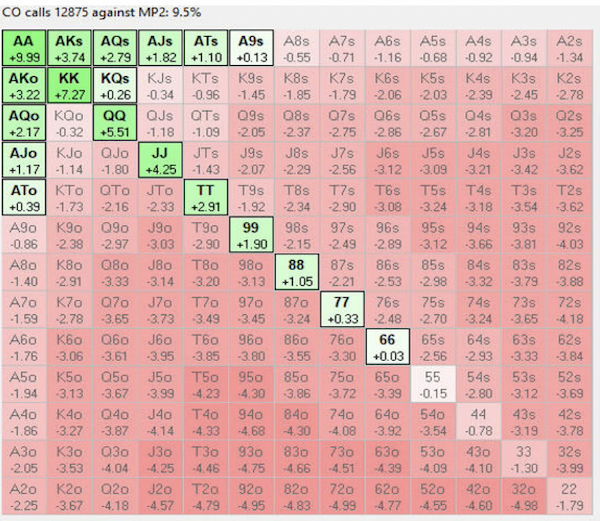 CO calls 12875 against MP2: 9.5%
AA AKs AQs AJs ATs A9s A8s A7s A6s A5s A4s A3s A2s
+9.99 +3.74 +2.79 +1.82 +1.10 +0.13 -0.55 -0.71 -1.16 -0.68 -0.92 -0.94 -1.34
AKo KK KQs KJs KTs K9s K8s K7s K6s K5s K4s K3s K2s
+3.22 +7.27 +0.26 -0.34 -0.96 -1.45 -1.85 -1.79 -2.06 -2.03 -2.39 -2.45 -2.78
AQo KQo QQ QJs QTs Q9s Q8s Q7s Q6s Q5s Q4s Q3s Q2s
+2.17 -0.32 +5.51 -1.18 -1.09 -2.05 -2.37 -2.75 -2.86 -2.67 -2.81 -3.20 -3.25
AJo KJo QJo JJ JTs J9s J8s J7s J6s J5s J4s J3s J2s
+1.17 -1.14 -1.80 +4.25 -1.43 -2.07 -2.29 -2.56 -3.12 -3.09 -3.21 -3.42 -3.62
ATo KTo QTo JTo TT T9s T8s T7s T6s T5s T4s T3s T2s
+0.39 -1.73 -2.16 -2.33 +2.91 -1.92 -2.34 -2.90 -3.08 -3.24 -3.18 -3.54 -3.62
A9o K9o Q9o J9o T9o 99 98s 97s 96s 95s 94s 93s 92s
-0.86 -2.38 -2.97 -3.03 -2.90 +1.90 -2.15 -2.49 -2.89 -3.12 -3.66 -3.81 -4.03
A8o K8o Q8o J8o T8o 98o 88 87s 86s 85s 84s 83s 82s
-1.40 -2.91 -3.33 -3.14 -3.20 -3.13 +1.05 -2.21 -2.53 -2.98 -3.32 -3.79 -3.88
A7o K7o Q7o J7o T7o 97o 87o 77 76s 75s 74s 73s 72s
-1.59 -2.78 -3.65 -3.73 -3.49 -3.45 -3.24 +0.33 -2.48 -2.70 -3.24 -3.65 -4.18
A6o K6o Q6o J6o T6o 96o 86o 76o 66 65s 64s 63s 62s
-1.76 -3.06 -3.61 -3.95 -3.85 -3.80 -3.55 -3.30 +0.03 -2.56 -2.93 -3.33 -3.84
A5o K5o Q5o J5o T5o 95o 85o 75o 65o 55 54s 53s 52s
-1.94 -3.13 -3.67 -3.99 -4.23 -4.30 -3.86 -3.72 -3.39 -0.15 -2.80 -3.12 -3.69
A4o K4o Q4o J4o T4o 94o 84o 74o 64o 54o 44 43s 42s
-1.86 -3.27 -3.87 -4.14 -4.33 -4.68 -4.30 -4.08 -3.92 -3.54 -0.78 -3.19 -3.78
A3o K3o Q3o J3o T3o 93o 83o 73o 63o 53o 43o 33 32s
-2.05 -3.53 -4.04 -4.25 -4.46 -4.75 -4.66 -4.51 -4.39 -4.09 -4.10 -1.30 -3.99
A2o K2o Q2o J2o T2o 92o 82o 72o 62o 52o 42o 32o 22
-2.25 -3.67 -4.18 -4.57 -4.79 -4.95 -4.83 -4.99 -4.77 -4.55 -4.60 -4.98 -1.79